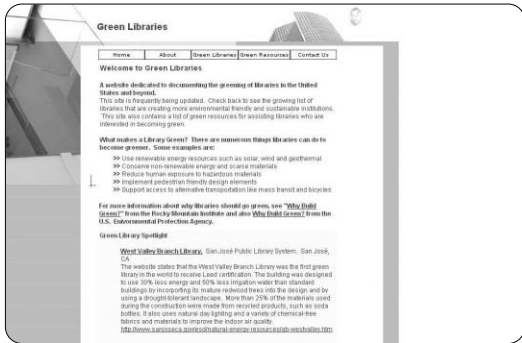 Green Libraries
Home About Green Libraries Green Resources Contact Us
Welcome to Green Libraries
A website dedicated to documenting the greening of libraries in the United
States and beyond.
This site is frequently being updated. Check back to see the growing list of
libraries that are creating more environmental friendly and sustainable institutions.
This site also contains a list of green resources for assisting libraries who are
interested in becoming green.
What makes a Library Green? There are numerous things libraries can do to
become greener. Some examples are:
>> Use renewable energy resources such as solar, wind and geothermal
>> Conserve non-renewable energy and scarce materials
>> Reduce human exposure to hazardous materials
>> Implement pedestrian friendly design elements
>> Support access to alternative transportation like mass transit and bicycles
For more information about why libraries should go green, see "Why Build
Green?" from the Rocky Mountain Institute and also Why Build Green? from the
U.S. Environmental Protection Agency.
Green Library Spotlight
West Valley Branch Library, San José Public Library System. San José,
CA
The website states that the West Valley Branch Library was the first green
library in the world to receive Leed certification. The building was designed
to use 30% less energy and 50% less irrigation water than standard
buildings by incorporating its mature redwood trees into the design and by
using a drought-tolerant landscape. More than 25% of the materials used
during the construction were made from recycled products, such as soda
bottles. It also uses natural day lighting and a variety of chemical-free
fabrics and materials to improve the indoor air quality.
http://www.sanjoseca.gov/esd/natural-energy-resources/gb-westvalley.htm